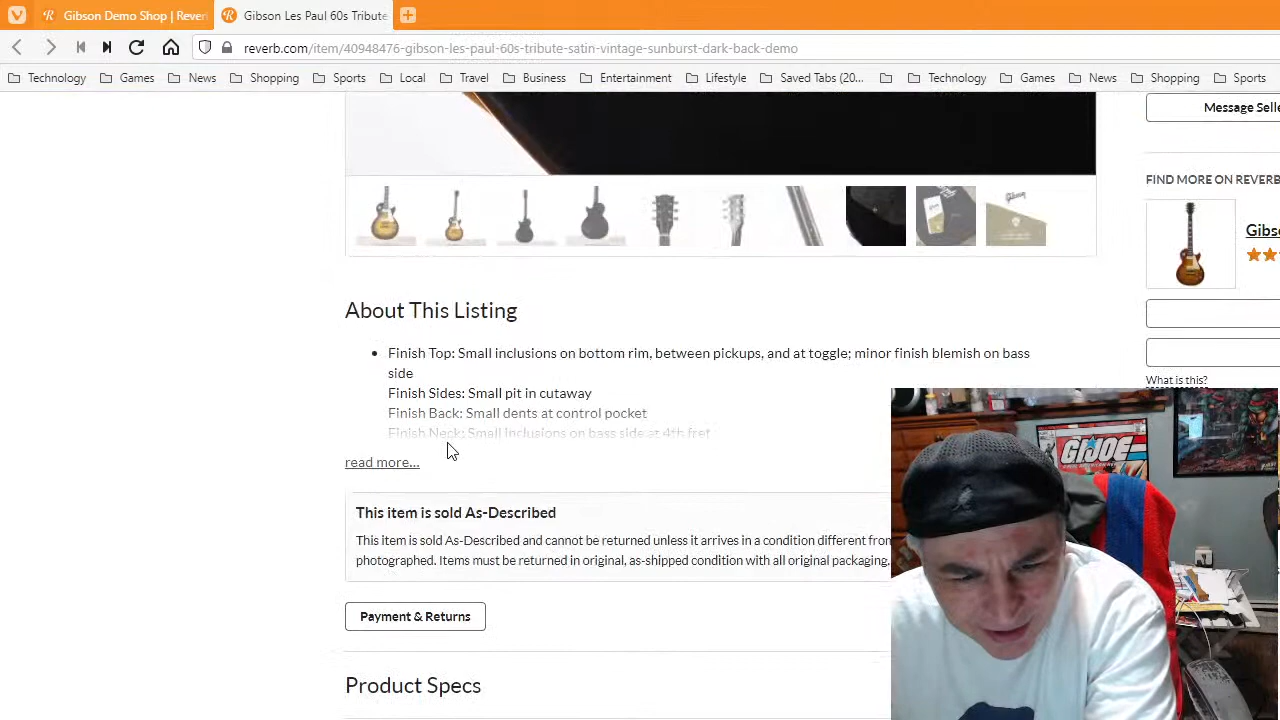 Gibson Demo Shop | Rever
Gibson Les Paul 60s Tribute
reverb.com/item/40948476-gibson-les-paul-60s-tribute-satin-vintage-sunburst-dark-back-demo
Technology Games News Shopping Sports Local Travel Business Entertainment Lifestyle Saved Tabs (20... Technology Games News Shopping Sports
Message Selle
FIND MORE ON REVERB
Gibso
What is this?
About This Listing
Finish Top: Small inclusions on bottom rim, between pickups, and at toggle; minor finish blemish on bass
side
Finish Sides: Small pit in cutaway
Finish Back: Small dents at control pocket
Finish Neck: Small inclusions on bass side at 4th fret
read more...
This item is sold As-Described
This item is sold As-Described and cannot be returned unless it arrives in a condition different from
photographed. Items must be returned in original, as-shipped condition with all original packaging.
Payment & Returns
Product Specs
G.I. JOE